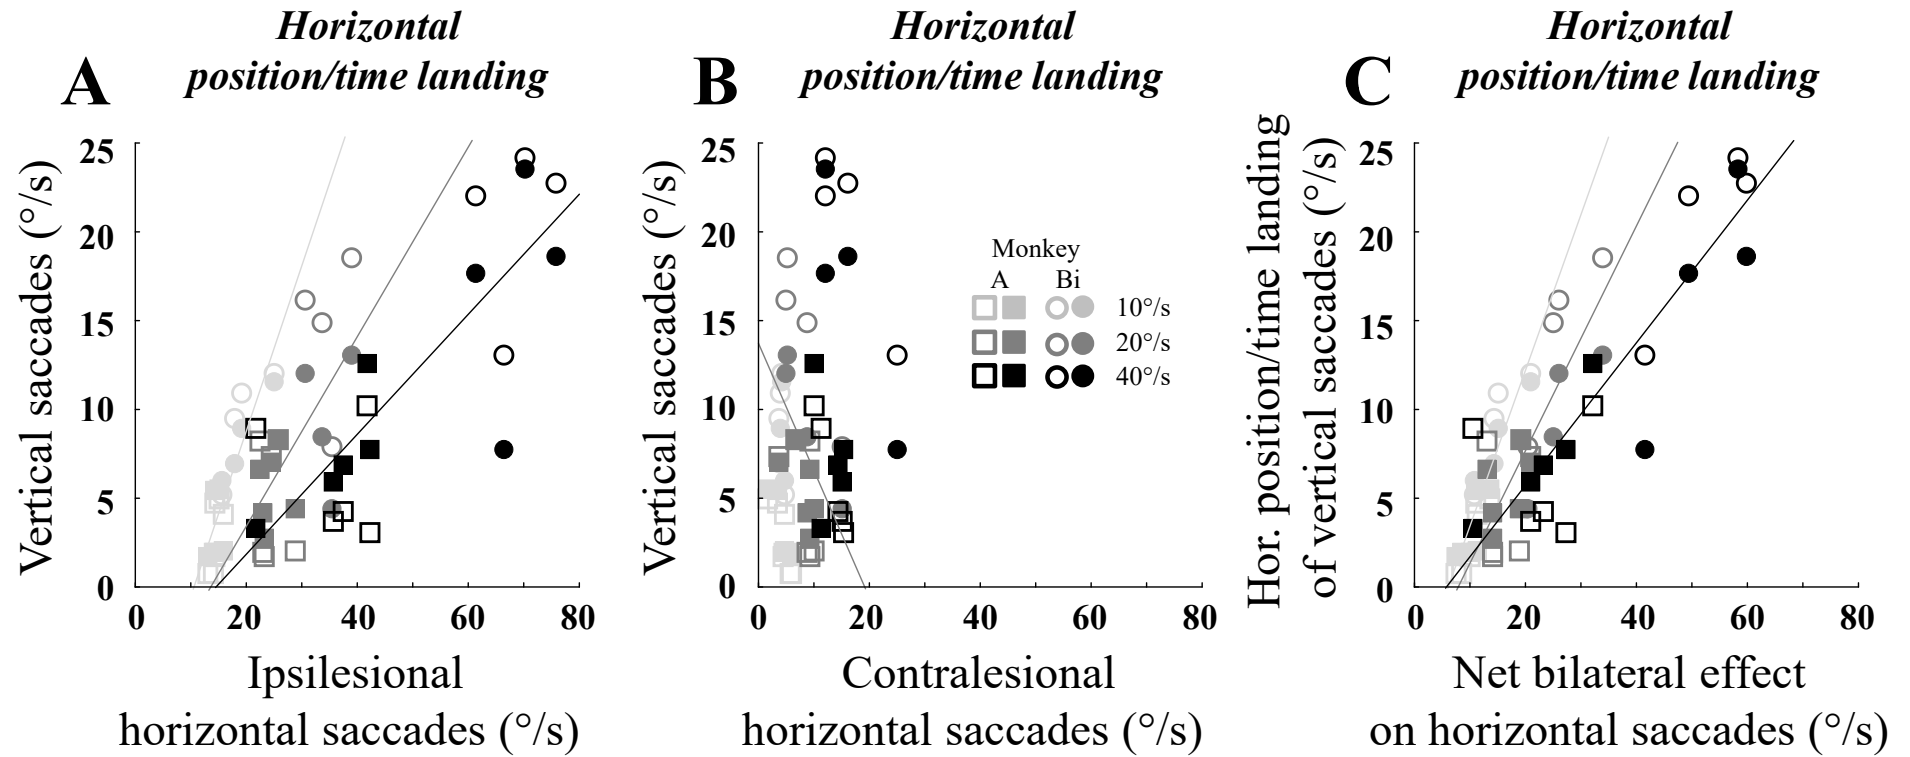 Horizontal
position/time landing
A
Vertical saccades (°/s)
25
20
15
10
5
0
0 20 40 60 80
Ipsilesional
horizontal saccades (°/s)
Horizontal
position/time landing
B
Vertical saccades (°/s)
25
20
15
10
5
0
0 20 40 60 80
Contralesional
horizontal saccades (°/s)
Monkey
A Bi
10°/s
20°/s
40°/s
Horizontal
position/time landing
C
Hor. position/time landing
of vertical saccades (°/s)
25
20
15
10
5
0
0 20 40 60 80
Net bilateral effect
on horizontal saccades (°/s)